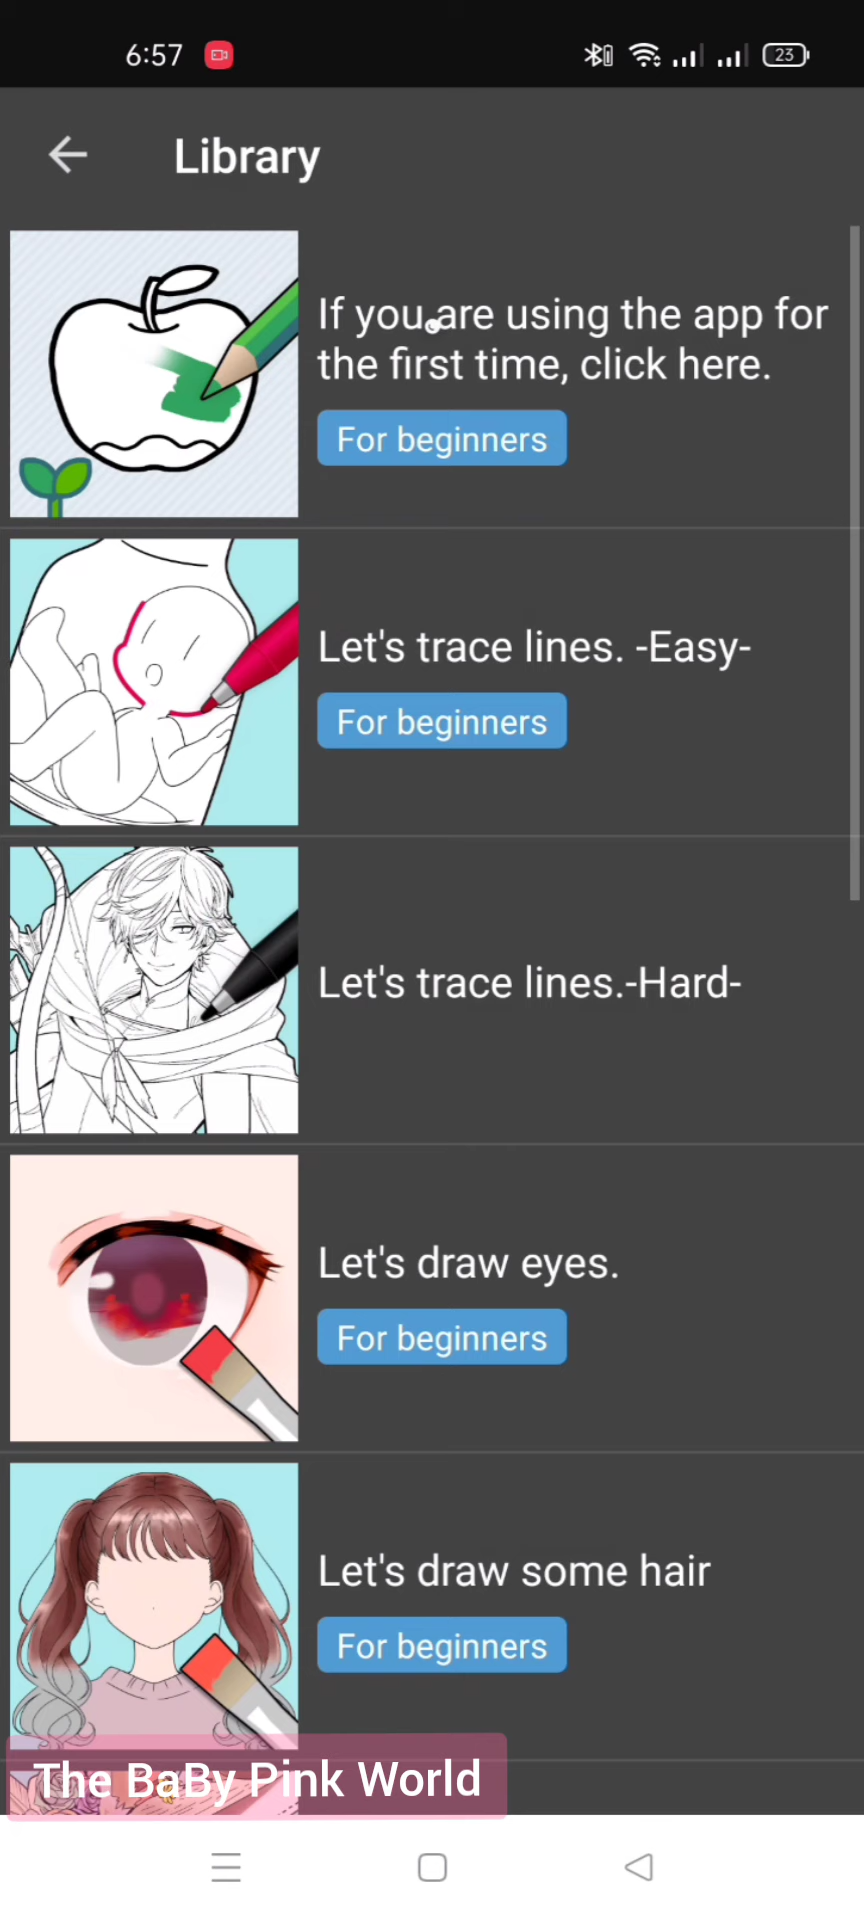 6:57
23
Library
If you are using the app for
the first time, click here.
For beginners
Let's trace lines. -Easy-
For beginners
Let's trace lines.-Hard-
Let's draw eyes.
For beginners
Let's draw some hair
For beginners
The BaBy Pink World